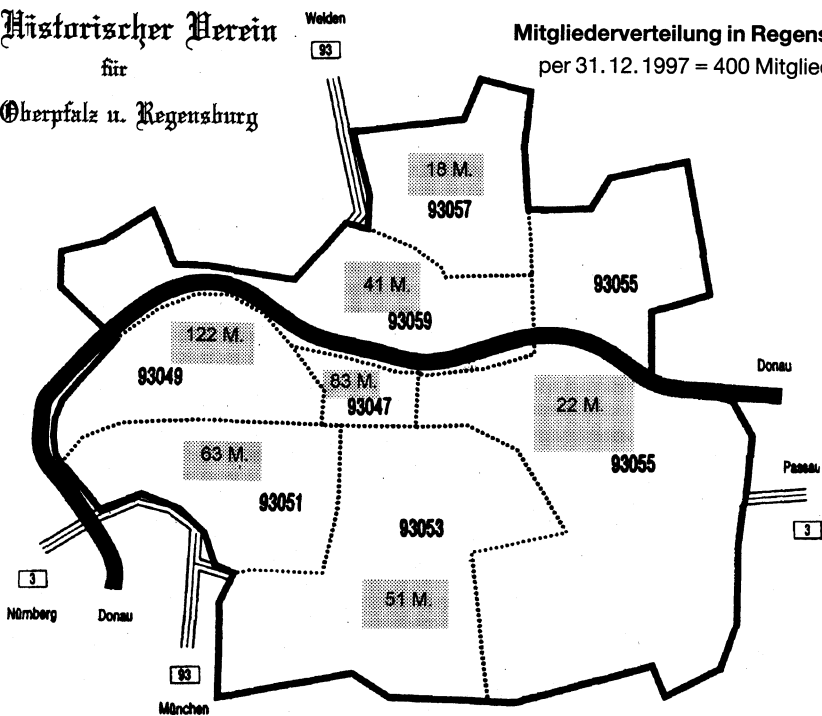 Historischer Verein
für
Oberpfalz u. Regensburg
Mitgliederverteilung in Regens
per 31.12.1997 = 400 Mitglied
Weiden
93
18 M.
93057
41 M.
93059
93055
122 M.
93049
83 M.
93047
22 M.
93055
Donau
63 M.
93051
93053
Passau
3
51 M.
3
Nürnberg
Donau
93
München